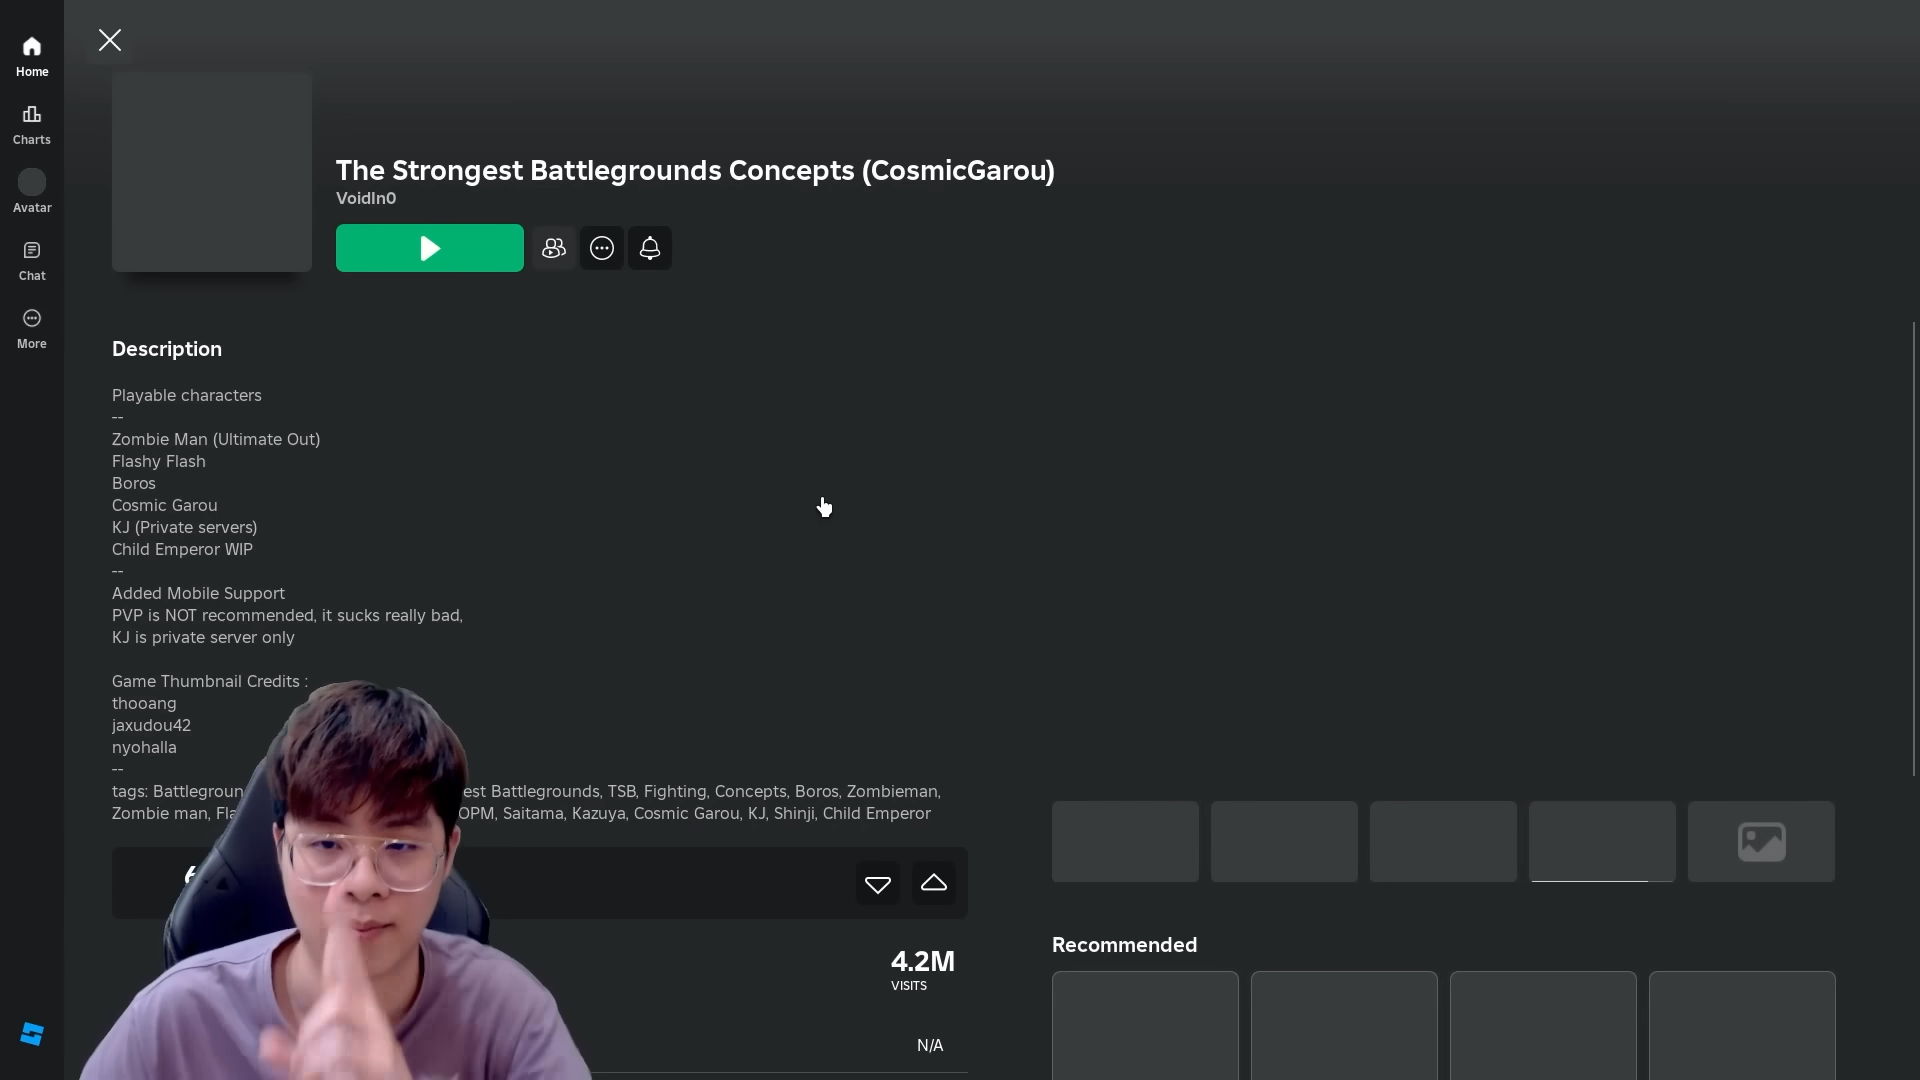 Home
Charts
Avatar
Chat
More
The Strongest Battlegrounds Concepts (CosmicGarou)
VoidIn0
Description
Playable characters
--
Zombie Man (Ultimate Out)
Flashy Flash
Boros
Cosmic Garou
KJ (Private servers)
Child Emperor WIP
--
Added Mobile Support
PVP is NOT recommended, it sucks really bad,
KJ is private server only
Game Thumbnail Credits :
thooang
jaxudou42
nyohalla
--
tags: Battlegrounds, TSB, Fighting, Concepts, Boros, Zombieman,
Zombie man, OPM, Saitama, Kazuya, Cosmic Garou, KJ, Shinji, Child Emperor
4.2M
VISITS
N/A
Recommended